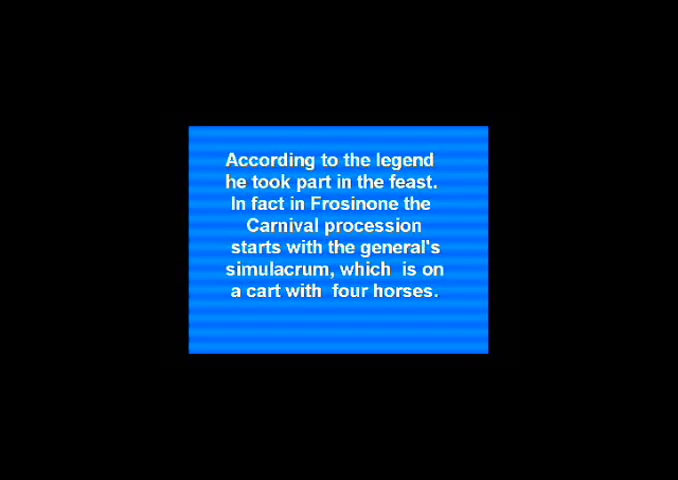 According to the legend
he took part in the feast.
In fact in Frosinone the
Carnival procession
starts with the general's
simulacrum, which  is on
a cart with  four horses.